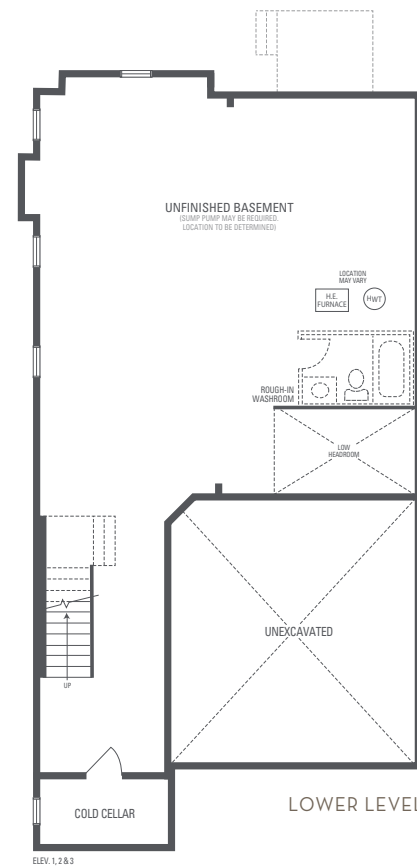 UNFINISHED BASEMENT
(SUMP PUMP MAY BE REQUIRED.
LOCATION TO BE DETERMINED)
LOCATION
MAY VARY
H.E.
FURNACE
HWT
ROUGH-IN
WASHROOM
LOW
HEADROOM
UNEXCAVATED
UP
COLD CELLAR
LOWER LEVEL
ELEV. 1, 2 & 3